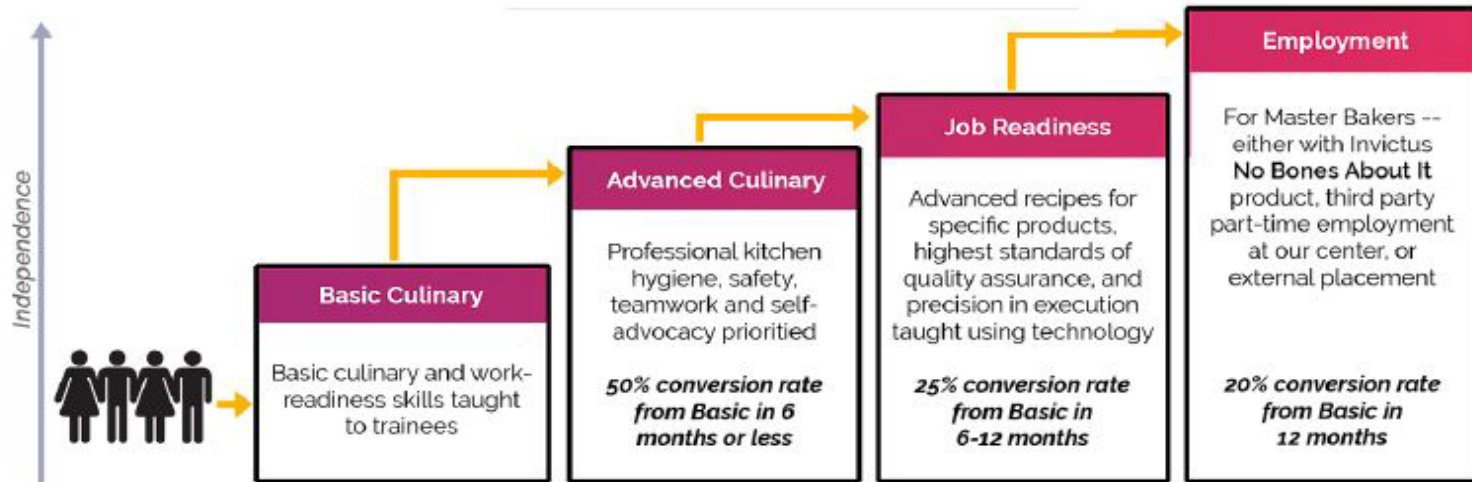 Independence
Basic Culinary
Basic culinary and work-
readiness skills taught
to trainees
Advanced Culinary
Professional kitchen
hygiene, safety,
teamwork and self-
advocacy prioritied
50% conversion rate
from Basic in 6
months or less
Job Readiness
Advanced recipes for
specific products,
highest standards of
quality assurance, and
precision in execution
taught using technology
25% conversion rate
from Basic in
6-12 months
Employment
For Master Bakers --
either with Invictus
No Bones About It
product, third party
part-time employment
at our center, or
external placement
20% conversion rate
from Basic in
12 months